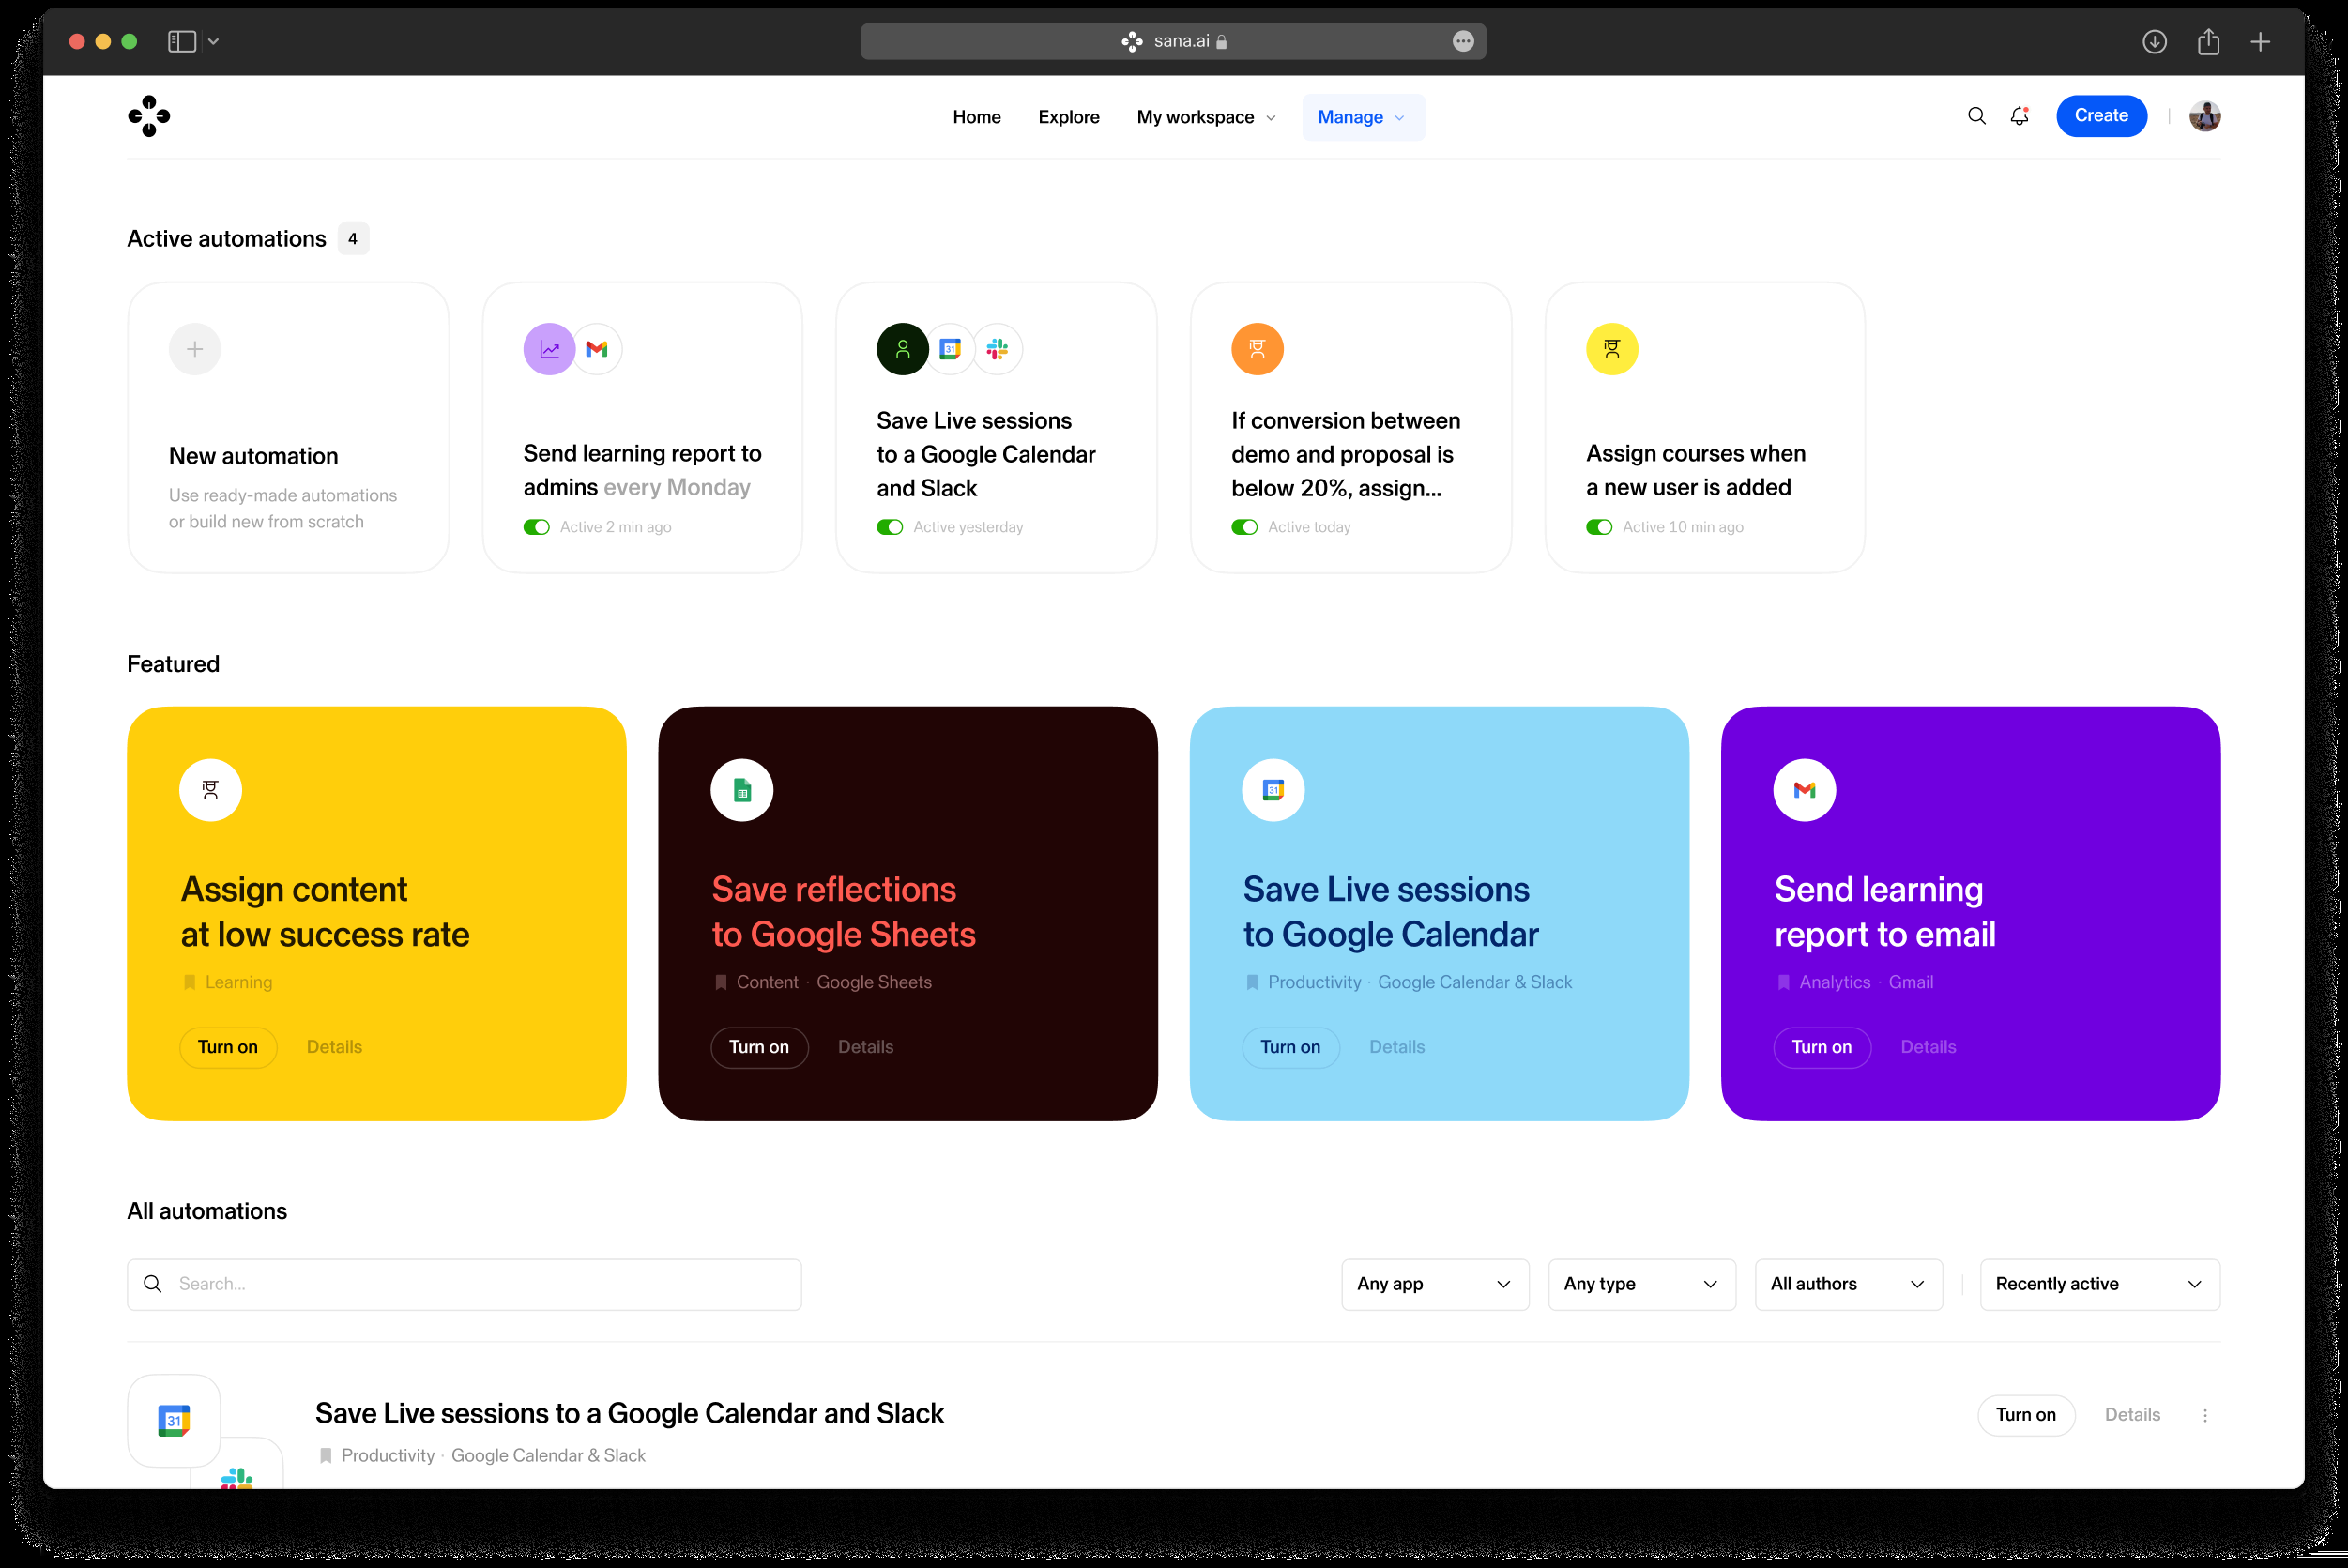 sana.ai
Home
Explore
My workspace
Manage
Create
Active automations 4
New automation
Use ready-made automations
or build new from scratch
Send learning report to
admins every Monday
Active 2 min ago
31
Save Live sessions
to a Google Calendar
and Slack
Active yesterday
If conversion between
demo and proposal is
below 20%, assign...
Active today
Assign courses when
a new user is added
Active 10 min ago
Featured
Assign content
at low success rate
Learning
Turn on
Details
Save reflections
to Google Sheets
Content · Google Sheets
Turn on
Details
31
Save Live sessions
to Google Calendar
Productivity · Google Calendar & Slack
Turn on
Details
Send learning
report to email
Analytics · Gmail
Turn on
Details
All automations
Search...
Any app
Any type
All authors
Recently active
31
Save Live sessions to a Google Calendar and Slack
Productivity · Google Calendar & Slack
Turn on
Details